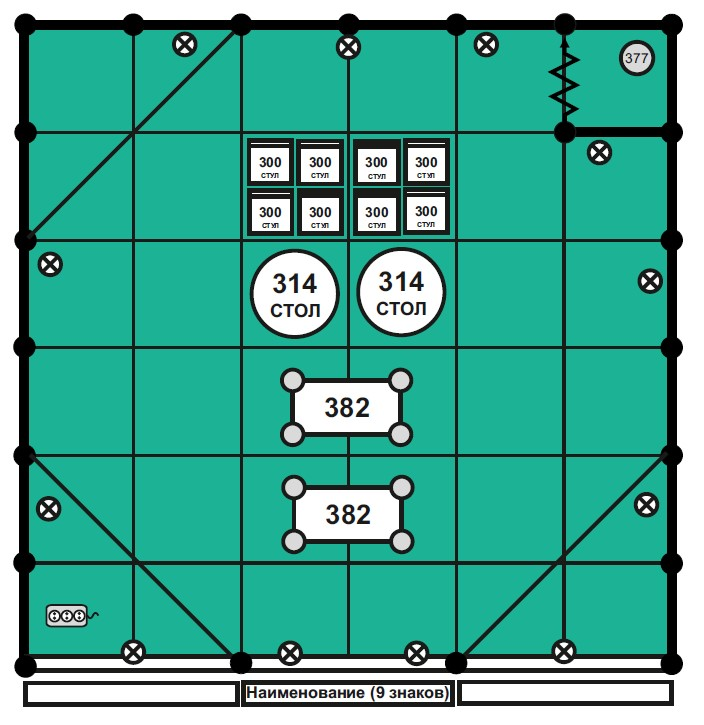 377
300 300 300 300
СТУЛ СТУЛ СТУЛ СТУЛ
300 300 300 300
СТУЛ СТУЛ СТУЛ СТУЛ
314 314
СТОЛ СТОЛ
382
382
Наименование (9 знаков)